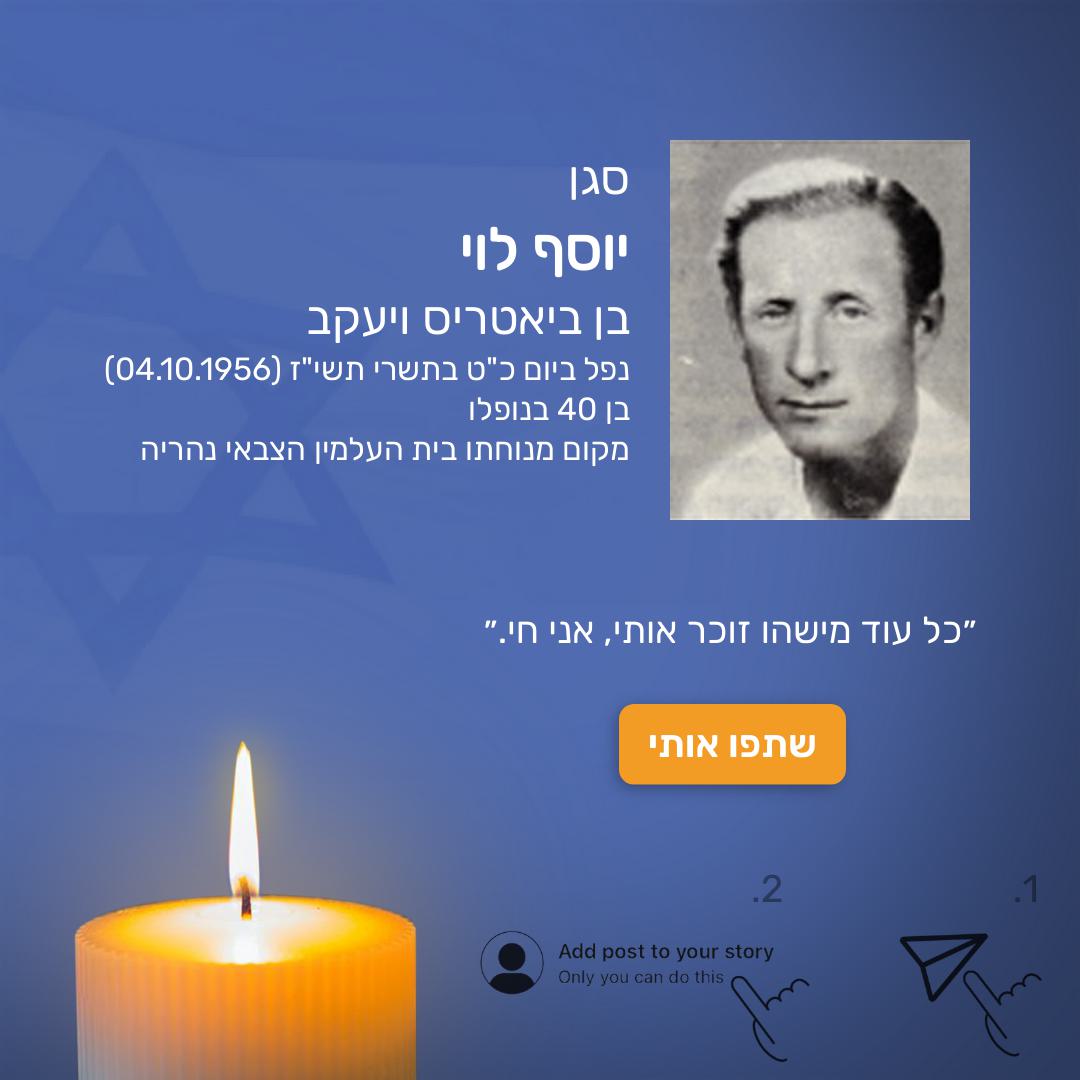 סגן
יוסף לוי
בן ביאטריס ויעקב
נפל ביום כ"ט בתשרי תשי"ז (04.10.1956)
בן 40 בנופלו
מקום מנוחתו בית העלמין הצבאי נהריה
״כל עוד מישהו זוכר אותי, אני חי.״
שתפו אותי
.1
.2
Add post to your story
Only you can do this